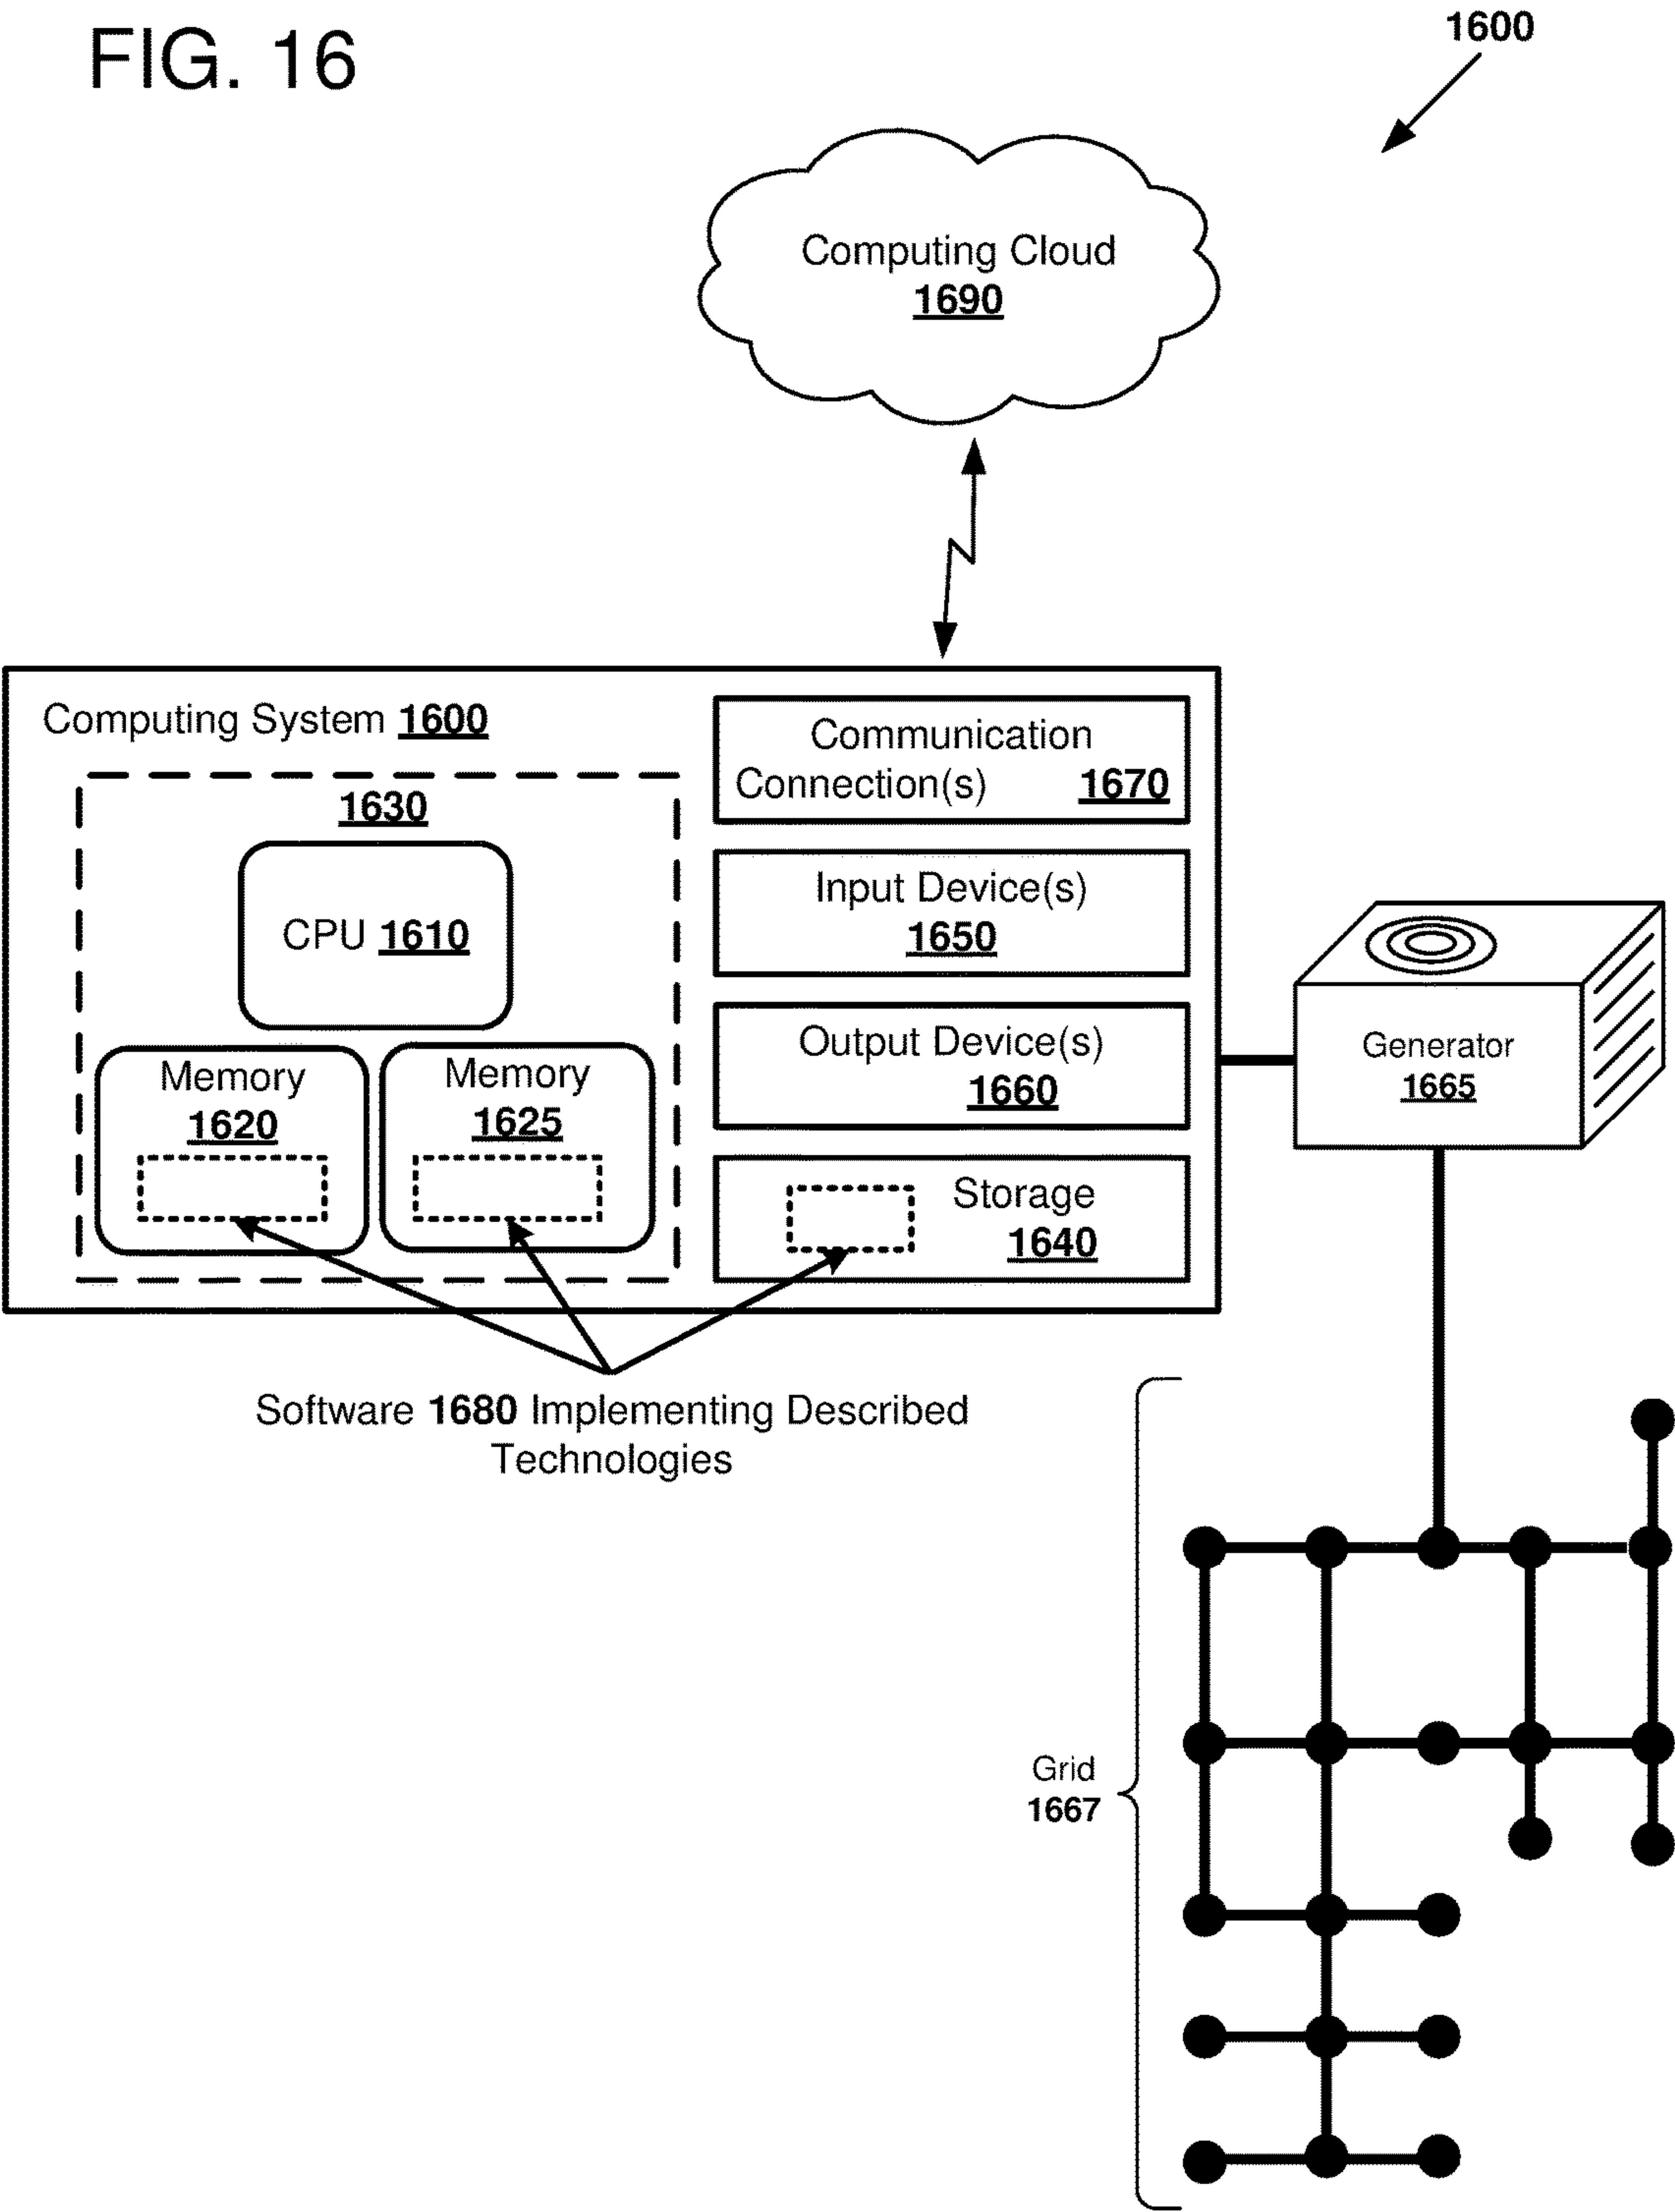 FIG. 16
1600
Computing Cloud
1690
Computing System 1600
Communication
Connection(s) 1670
1630
CPU 1610
Input Device(s)
1650
Output Device(s)
1660
Generator
1665
Memory
1620
Memory
1625
Storage
1640
Software 1680 Implementing Described
Technologies
Grid
1667